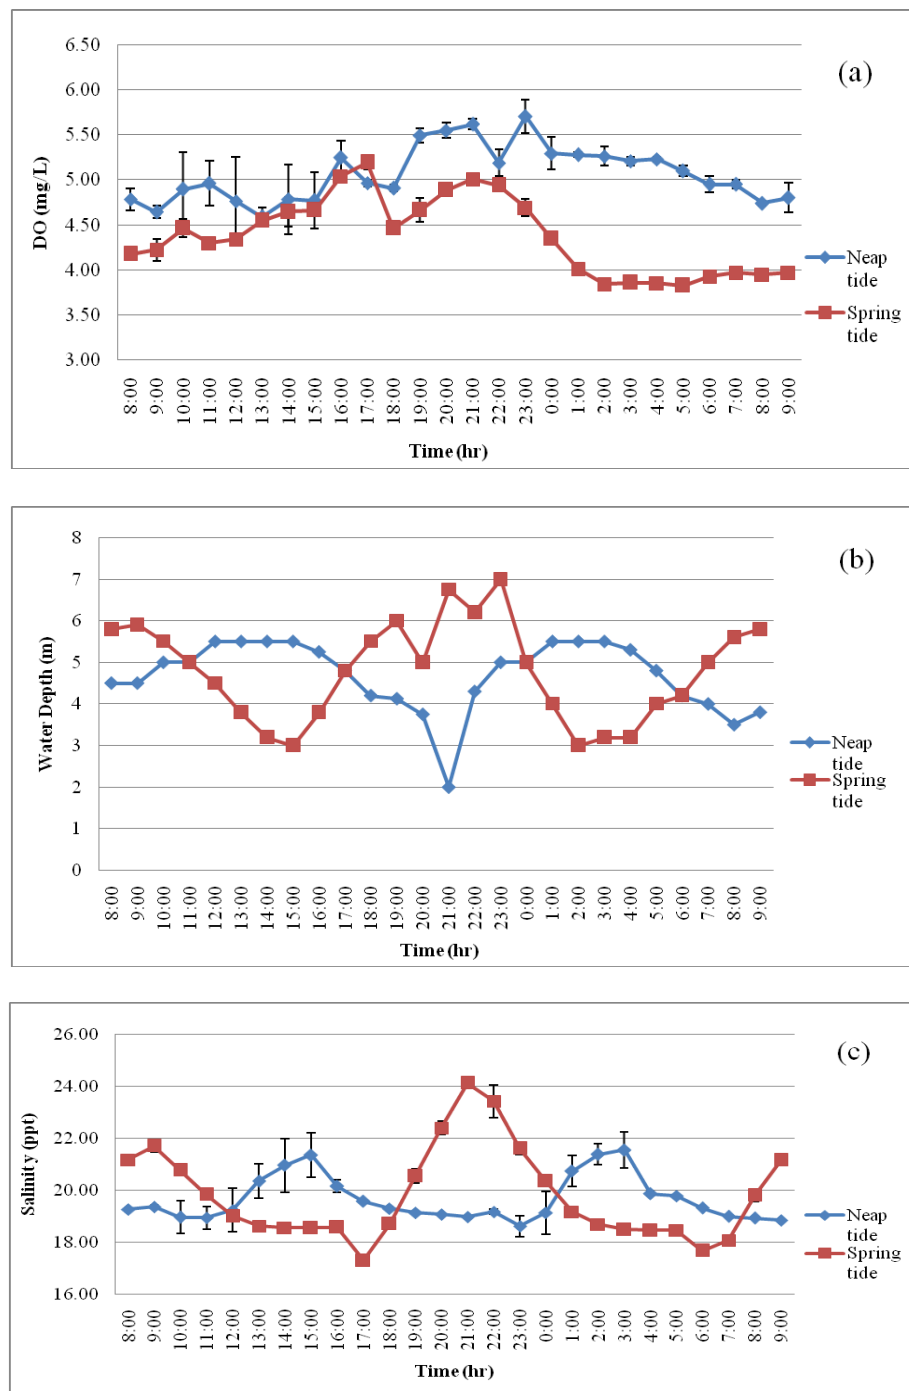 (a)
6.50
6.00
5.50
5.00
4.50
4.00
3.50
3.00
DO (mg/L)
Neap
tide
Spring
tide
8:00 9:00 10:00 11:00 12:00 13:00 14:00 15:00 16:00 17:00 18:00 19:00 20:00 21:00 22:00 23:00 0:00 1:00 2:00 3:00 4:00 5:00 6:00 7:00 8:00 9:00
Time (hr)
(b)
8
7
6
5
4
3
2
1
0
Water Depth (m)
Neap
tide
Spring
tide
8:00 9:00 10:00 11:00 12:00 13:00 14:00 15:00 16:00 17:00 18:00 19:00 20:00 21:00 22:00 23:00 0:00 1:00 2:00 3:00 4:00 5:00 6:00 7:00 8:00 9:00
Time (hr)
(c)
26.00
24.00
22.00
20.00
18.00
16.00
Salinity (ppt)
Neap
tide
Spring
tide
8:00 9:00 10:00 11:00 12:00 13:00 14:00 15:00 16:00 17:00 18:00 19:00 20:00 21:00 22:00 23:00 0:00 1:00 2:00 3:00 4:00 5:00 6:00 7:00 8:00 9:00
Time (hr)